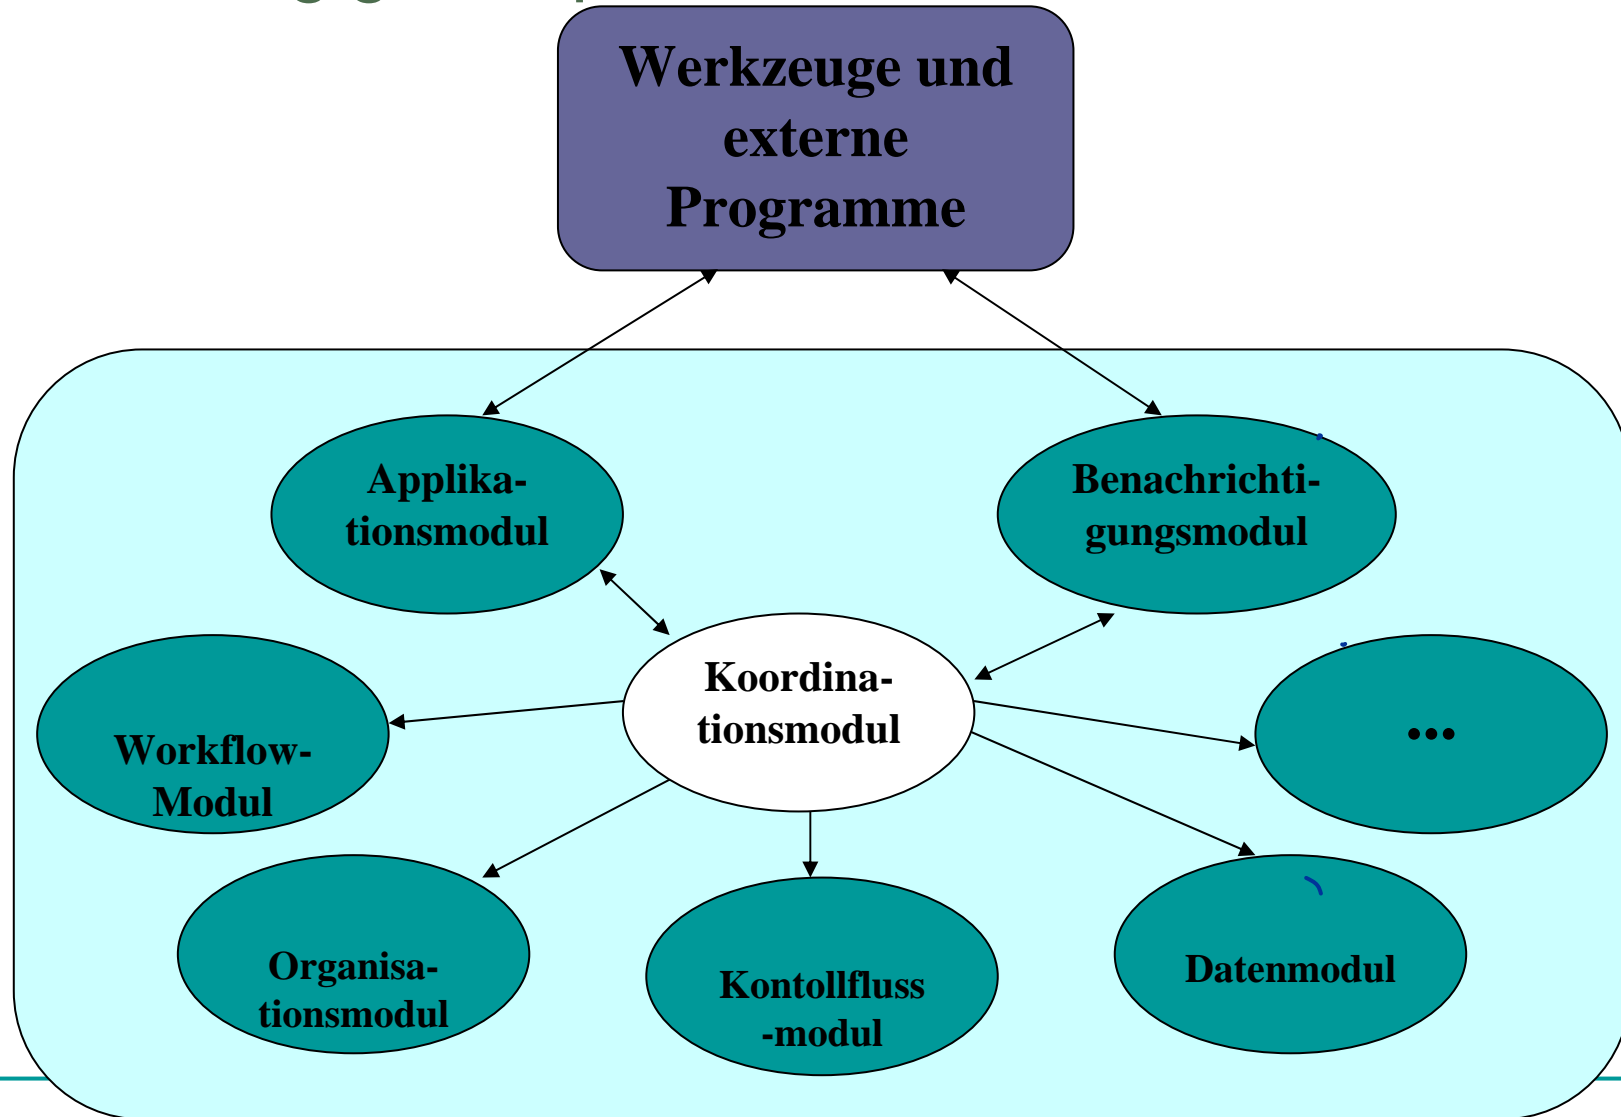 Werkzeuge und
externe
Programme
Applika-
tionsmodul
Benachrichti-
gungsmodul
Koordina-
tionsmodul
Workflow-
Modul
...
Organisa-
tionsmodul
Kontollfluss
-modul
Datenmodul